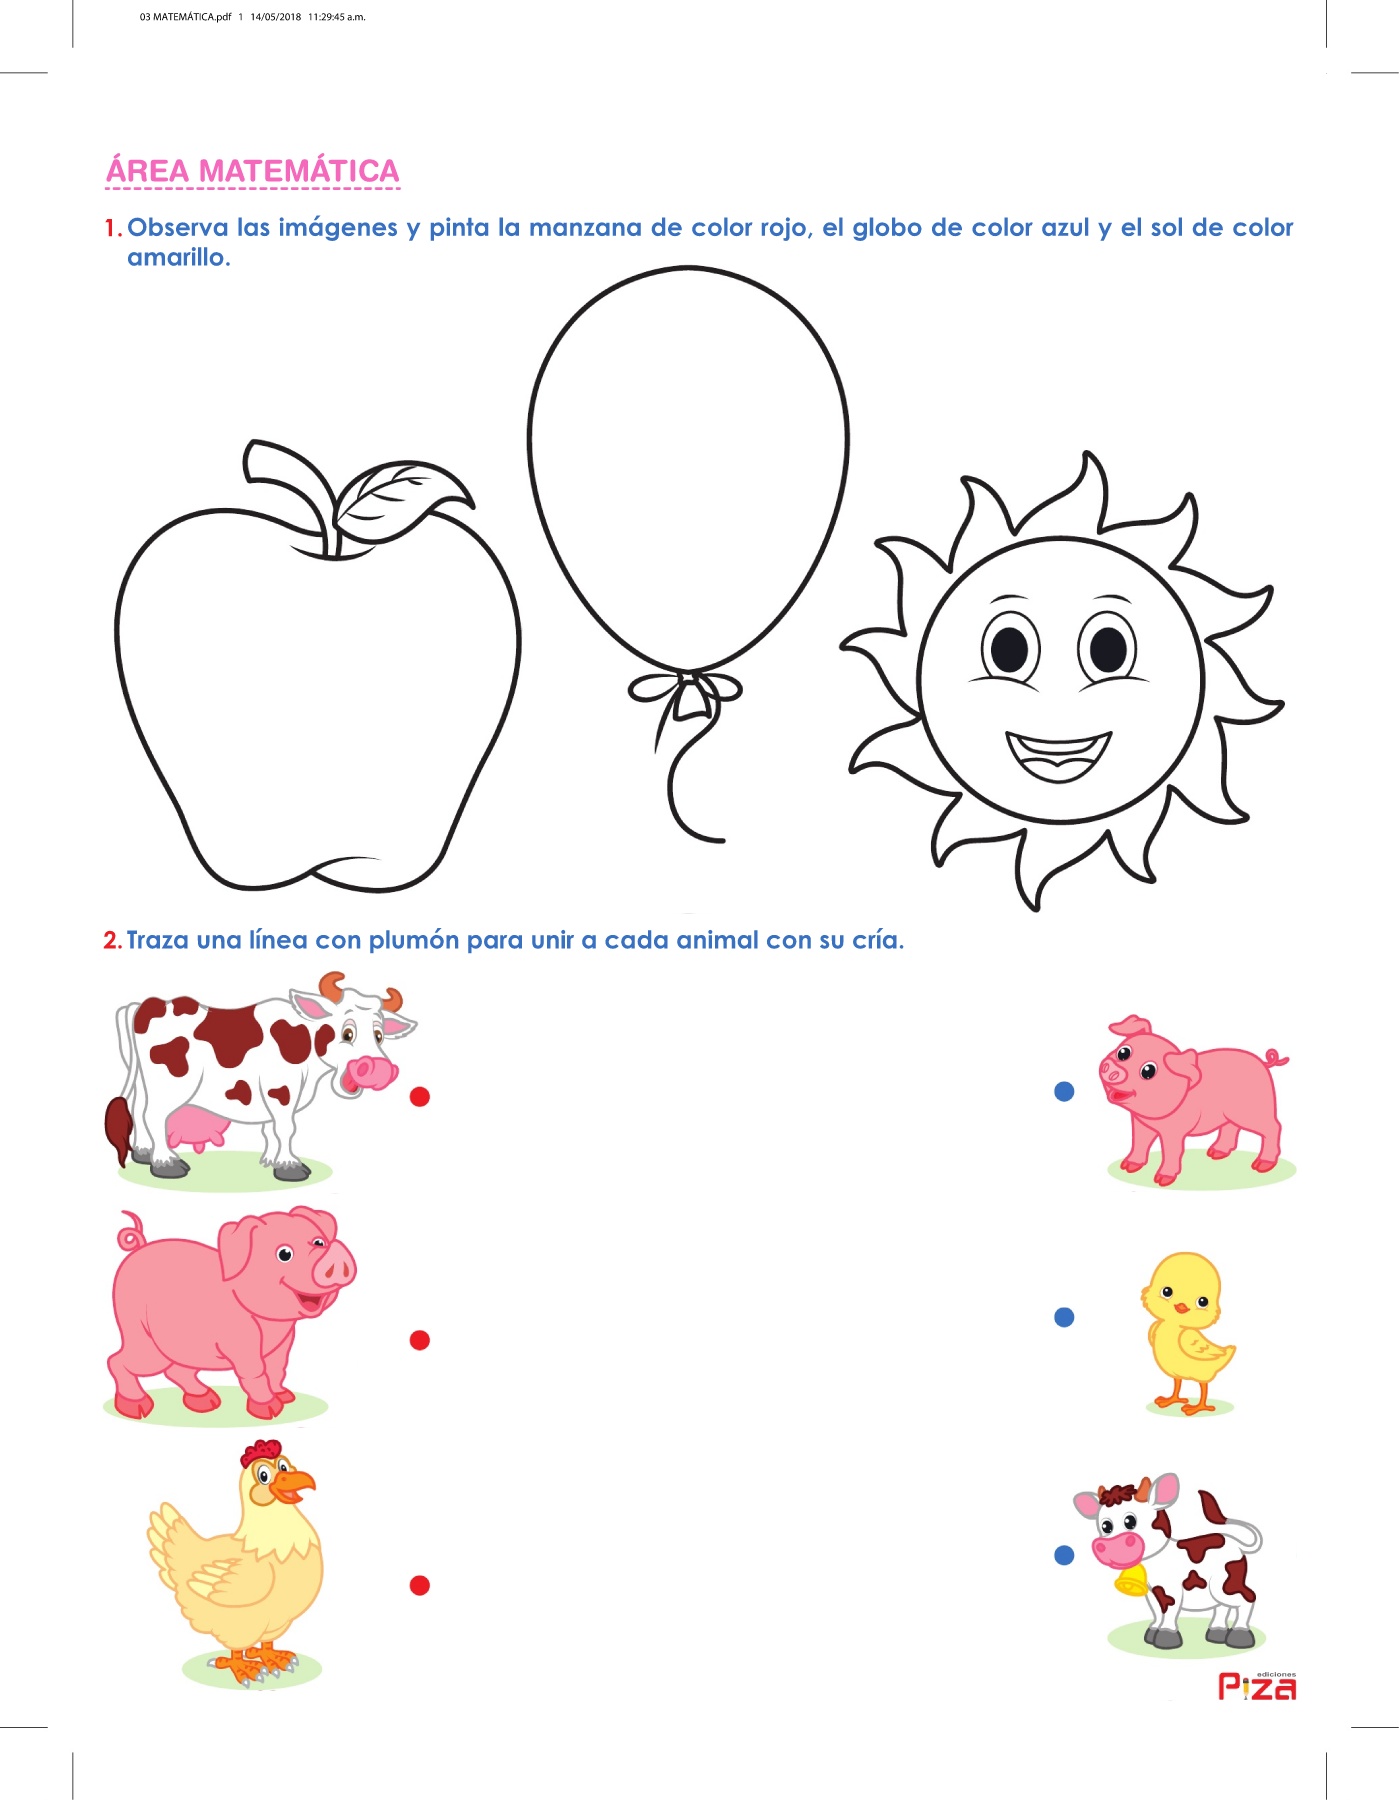 03 MATEMÁTICA.pdf 1 14/05/2018 11:29:45 a.m.
ÁREA MATEMÁTICA
1. Observa las imágenes y pinta la manzana de color rojo, el globo de color azul y el sol de color
amarillo.
2. Traza una línea con plumón para unir a cada animal con su cría.
ediciones
Piza